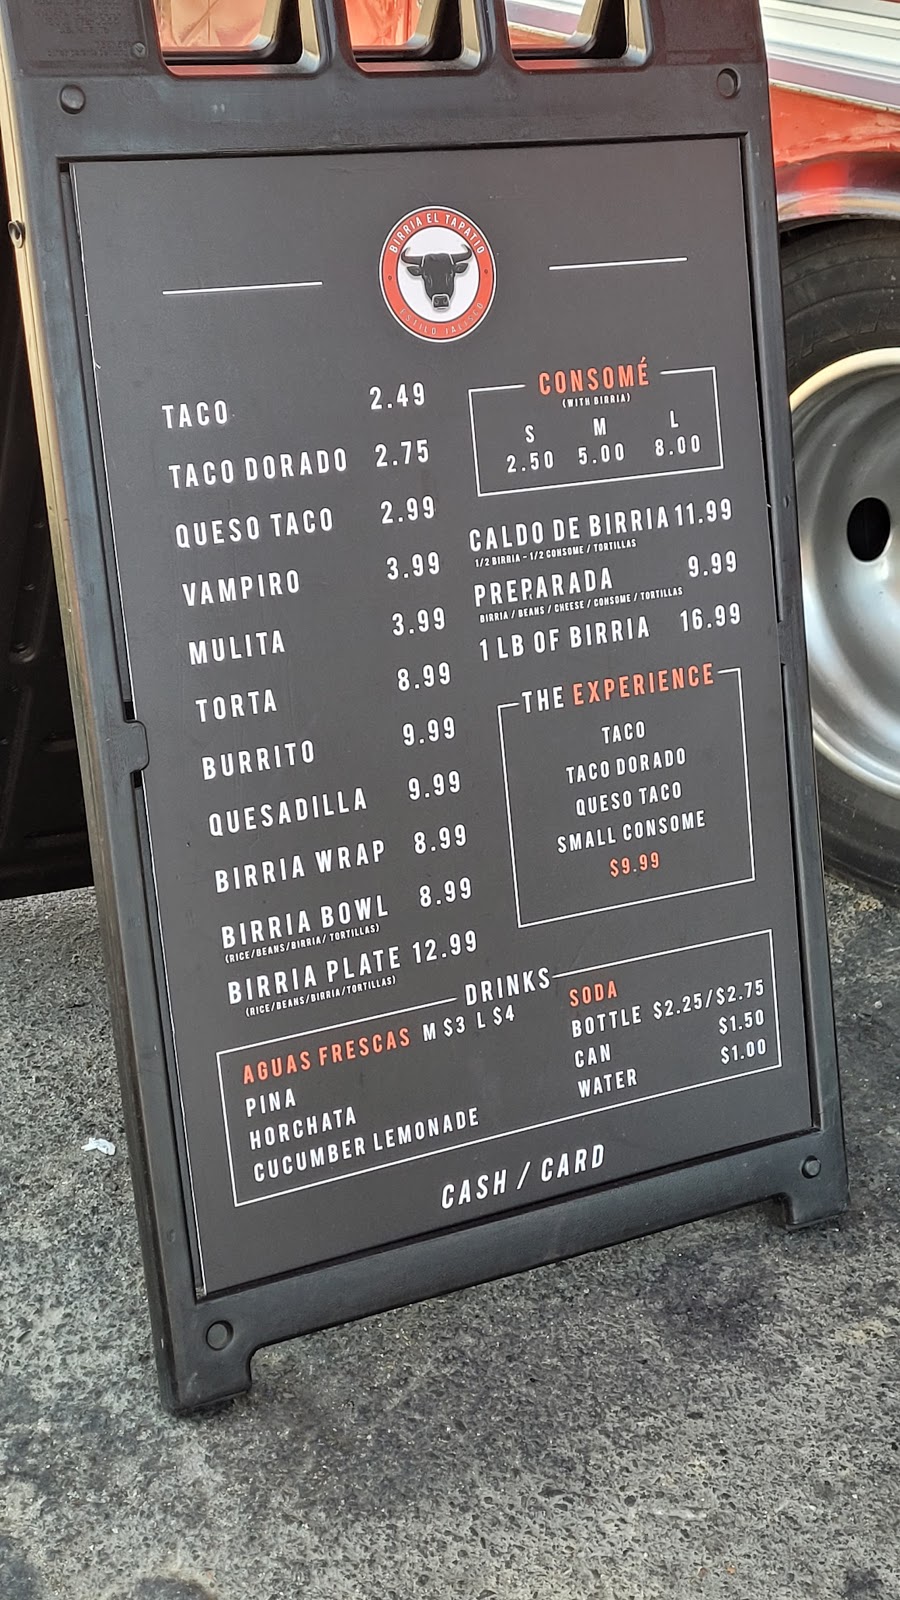 BIRRIA EL TAPATIO
ESTILO JALISCO
TACO 2.49
TACO DORADO 2.75
QUESO TACO 2.99
VAMPIRO 3.99
MULITA 3.99
TORTA 8.99
BURRITO 9.99
QUESADILLA 9.99
BIRRIA WRAP 8.99
BIRRIA BOWL 8.99
(RICE/BEANS/BIRRIA/ TORTILLAS)
BIRRIA PLATE 12.99
(RICE/BEANS/BIRRIA/TORTILLAS)
CONSOMÉ
(WITH BIRRIA)
S M L
2.50 5.00 8.00
CALDO DE BIRRIA 11.99
1/2 BIRRIA - 1/2 CONSOME / TORTILLAS
PREPARADA 9.99
BIRRIA / BEANS / CHEESE / CONSOME / TORTILLAS
1 LB OF BIRRIA 16.99
THE EXPERIENCE
TACO
TACO DORADO
QUESO TACO
SMALL CONSOME
$9.99
DRINKS
AGUAS FRESCAS M $3 L $4
PINA
HORCHATA
CUCUMBER LEMONADE
SODA
BOTTLE $2.25/$2.75
CAN $1.50
WATER $1.00
CASH / CARD